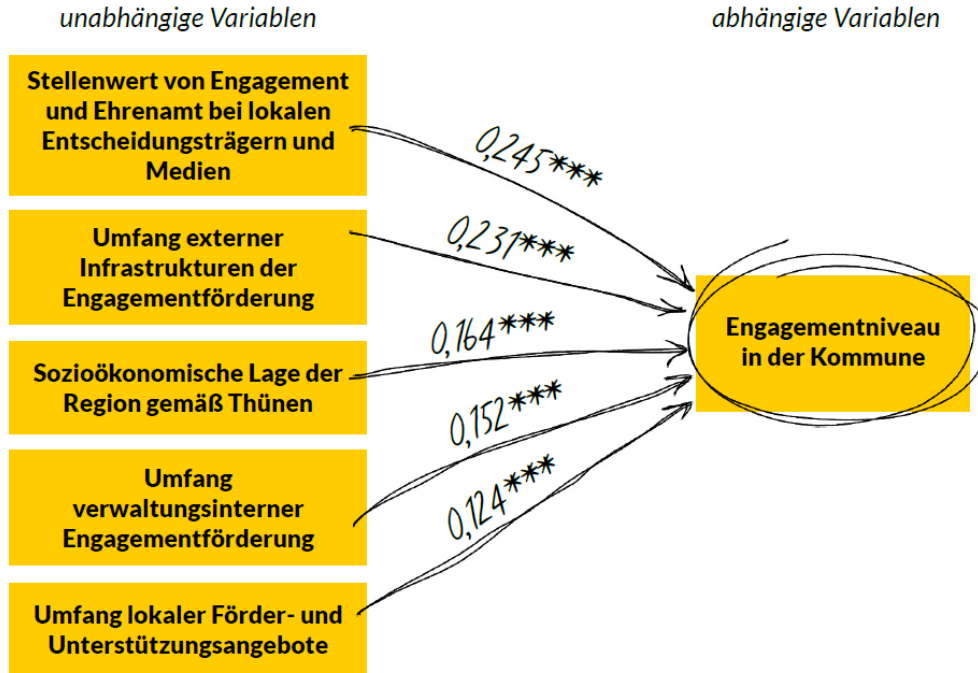 unabhängige Variablen
abhängige Variablen
Stellenwert von Engagement
und Ehrenamt bei lokalen
Entscheidungsträgern und
Medien
0,245***
Umfang externer
Infrastrukturen der
Engagementförderung
0,231***
Sozioökonomische Lage der
Region gemäß Thünen
0,164***
Umfang
verwaltungsinterner
Engagementförderung
0,152***
Umfang lokaler Förder- und
Unterstützungsangebote
0,124***
Engagementniveau
in der Kommune